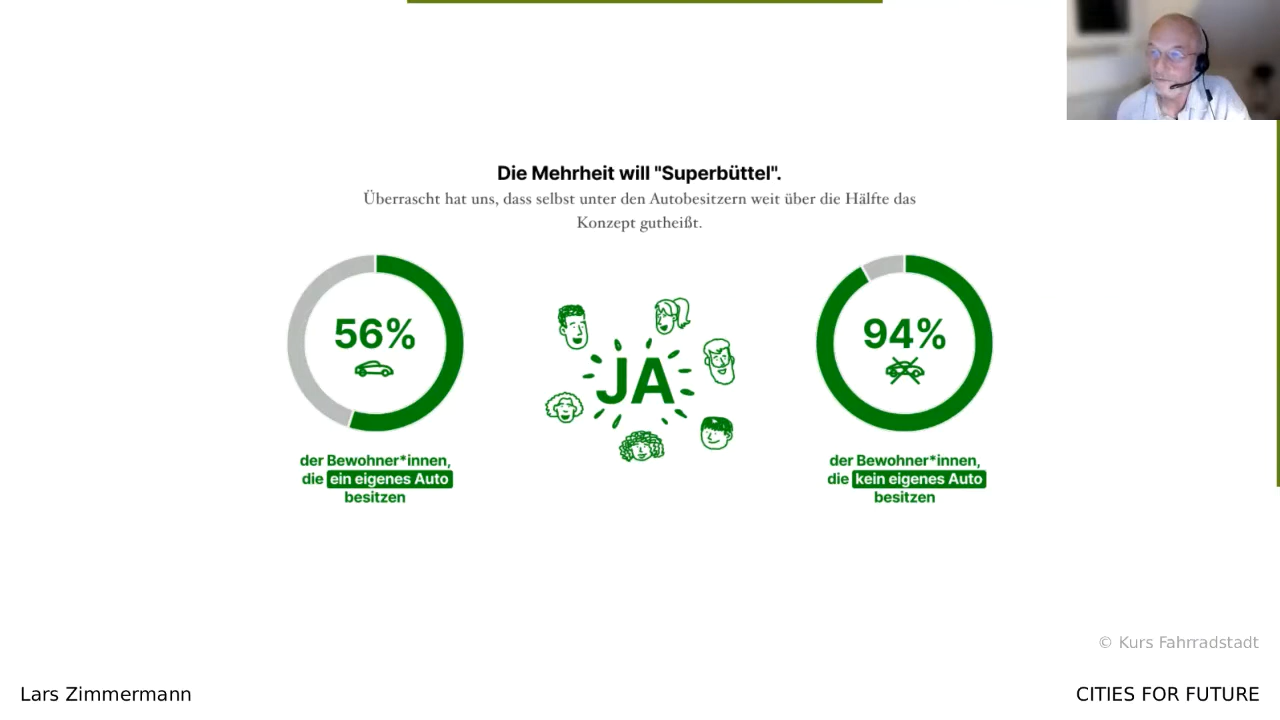 Die Mehrheit will "Superbüttel".
Überrascht hat uns, dass selbst unter den Autobesitzern weit über die Hälfte das
Konzept gutheißt.
56%
der Bewohner*innen,
die ein eigenes Auto
besitzen
JA
94%
der Bewohner*innen,
die kein eigenes Auto
besitzen
© Kurs Fahrradstadt
Lars Zimmermann
CITIES FOR FUTURE